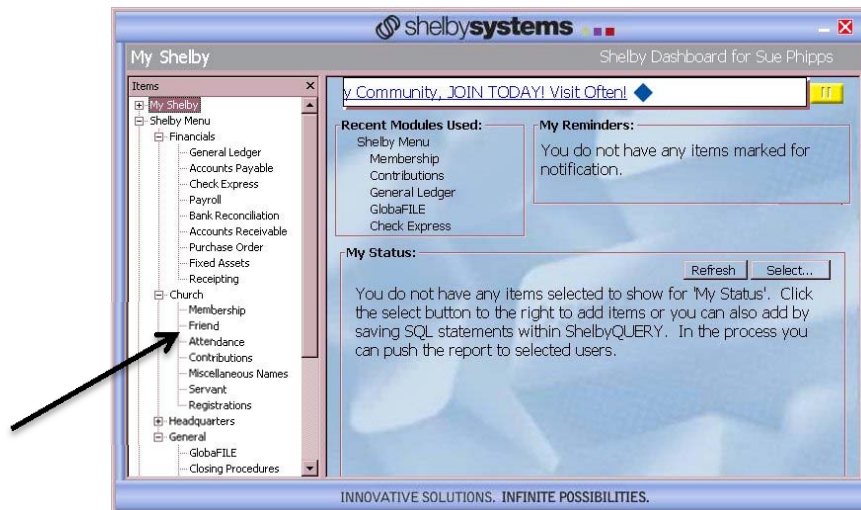 shelbysystems
My Shelby
Shelby Dashboard for Sue Phipps
Items
My Shelby
Shelby Menu
Financials
General Ledger
Accounts Payable
Check Express
Payroll
Bank Reconciliation
Accounts Receivable
Purchase Order
Fixed Assets
Receipting
Church
Membership
Friend
Attendance
Contributions
Miscellaneous Names
Servant
Registrations
Headquarters
General
GlobaFILE
Closing Procedures
y Community, JOIN TODAY! Visit Often!
Recent Modules Used:
Shelby Menu
Membership
Contributions
General Ledger
GlobaFILE
Check Express
My Reminders:
You do not have any items marked for
notification.
My Status:
Refresh
Select...
You do not have any items selected to show for 'My Status'. Click
the select button to the right to add items or you can also add by
saving SQL statements within ShelbyQUERY. In the process you
can push the report to selected users.
INNOVATIVE SOLUTIONS. INFINITE POSSIBILITIES.